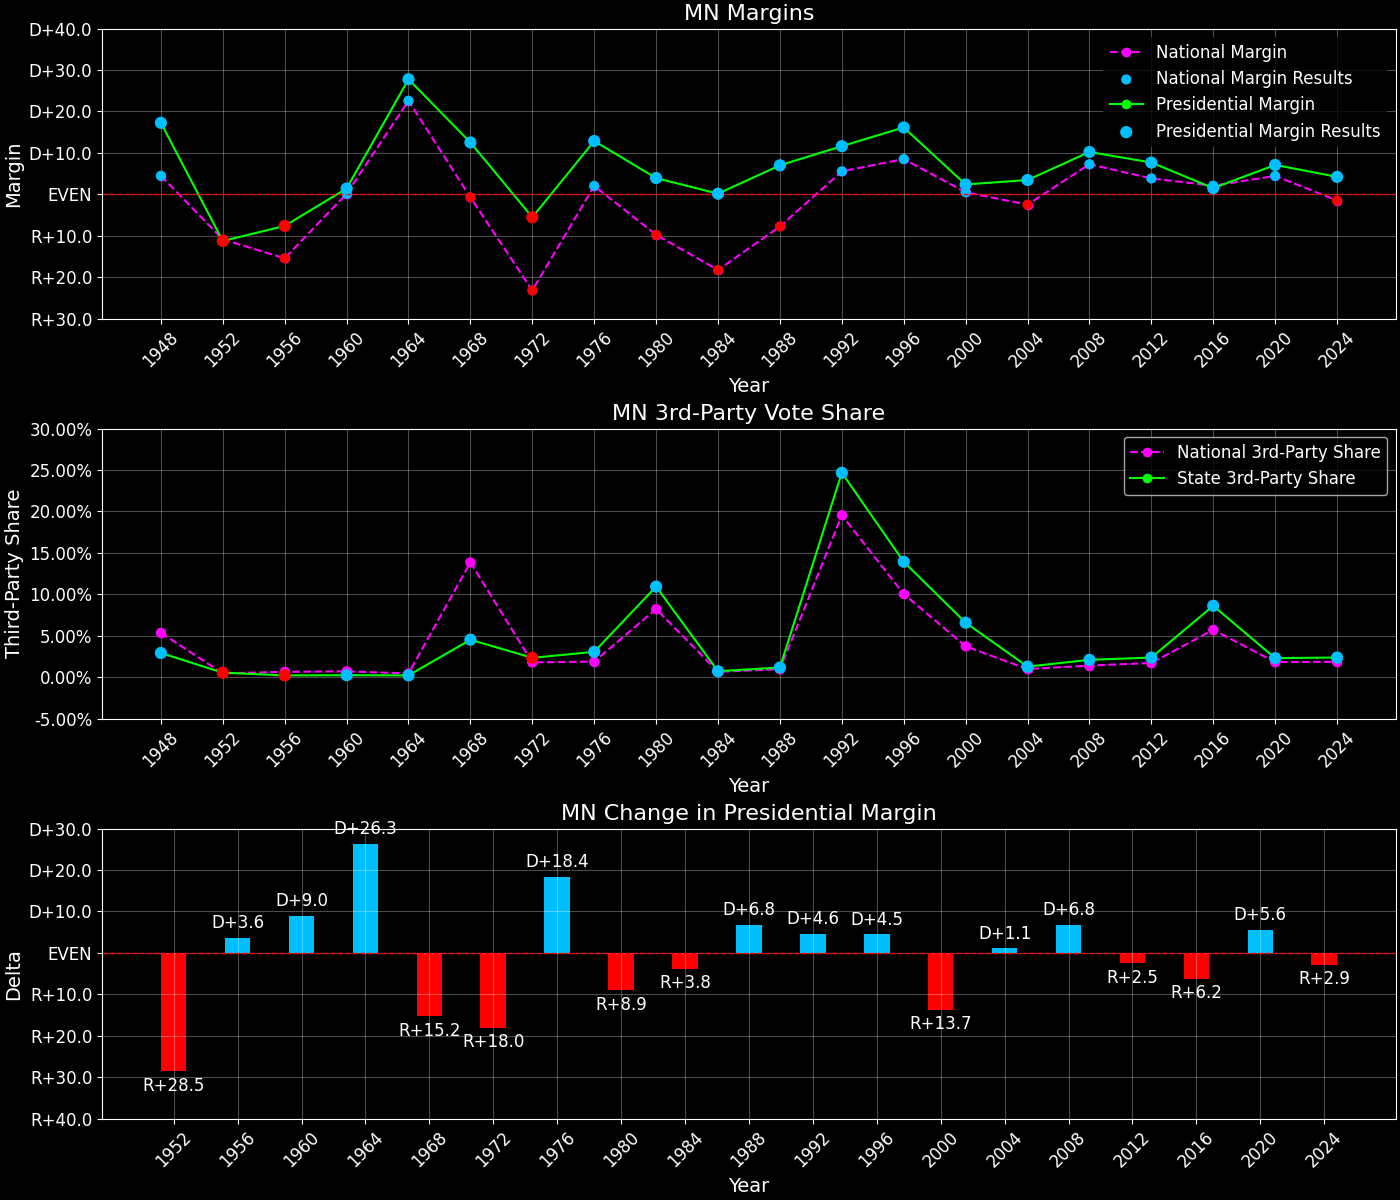 MN Margins
D+40.0
D+30.0
D+20.0
D+10.0
EVEN
R+10.0
R+20.0
R+30.0
Margin
National Margin
National Margin Results
Presidential Margin
Presidential Margin Results
1948 1952 1956 1960 1964 1968 1972 1976 1980 1984 1988 1992 1996 2000 2004 2008 2012 2016 2020 2024
Year
MN 3rd-Party Vote Share
30.00%
25.00%
20.00%
15.00%
10.00%
5.00%
0.00%
-5.00%
Third-Party Share
National 3rd-Party Share
State 3rd-Party Share
1948 1952 1956 1960 1964 1968 1972 1976 1980 1984 1988 1992 1996 2000 2004 2008 2012 2016 2020 2024
Year
MN Change in Presidential Margin
D+30.0
D+20.0
D+10.0
EVEN
R+10.0
R+20.0
R+30.0
R+40.0
Delta
R+28.5
D+3.6
D+9.0
D+26.3
R+15.2
R+18.0
D+18.4
R+8.9
R+3.8
D+6.8
D+4.6
D+4.5
R+13.7
D+1.1
D+6.8
R+2.5
R+6.2
D+5.6
R+2.9
1952 1956 1960 1964 1968 1972 1976 1980 1984 1988 1992 1996 2000 2004 2008 2012 2016 2020 2024
Year